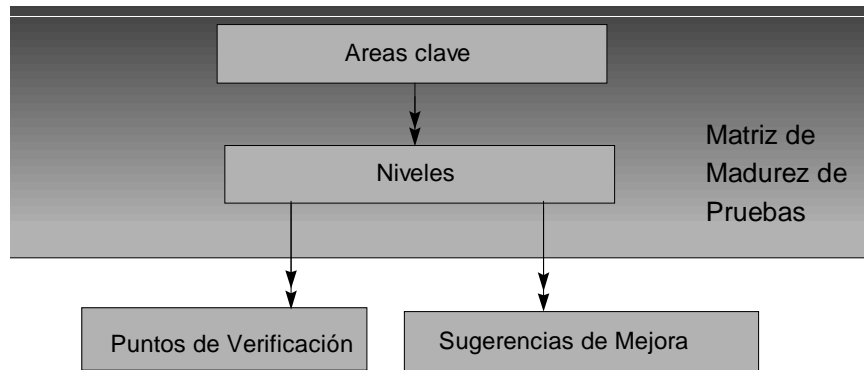 Areas clave
Niveles
Matriz de
Madurez de
Pruebas
Puntos de Verificación
Sugerencias de Mejora